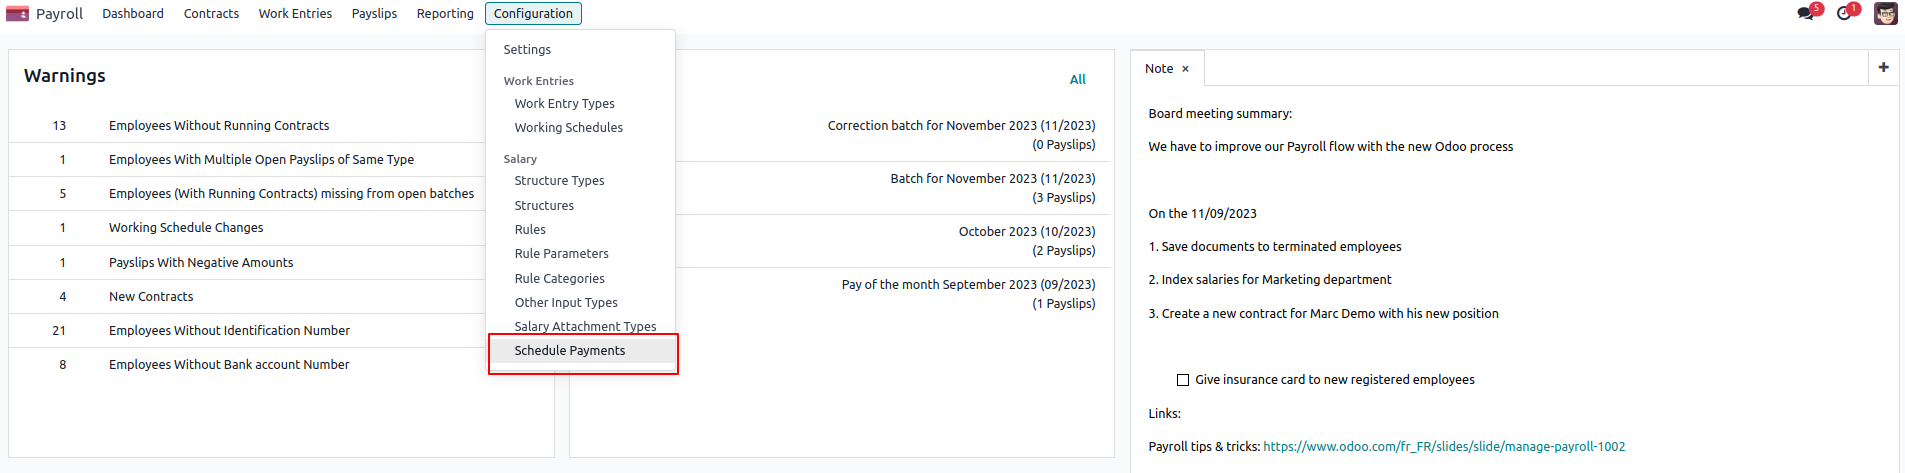 Payroll Dashboard Contracts Work Entries Payslips Reporting Configuration 5 1
Settings
Work Entries
Work Entry Types
Working Schedules
Salary
Structure Types
Structures
Rules
Rule Parameters
Rule Categories
Other Input Types
Salary Attachment Types
Schedule Payments
Warnings
13 Employees Without Running Contracts
1 Employees With Multiple Open Payslips of Same Type
5 Employees (With Running Contracts) missing from open batches
1 Working Schedule Changes
1 Payslips With Negative Amounts
4 New Contracts
21 Employees Without Identification Number
8 Employees Without Bank account Number
All
Correction batch for November 2023 (11/2023)
(0 Payslips)
Batch for November 2023 (11/2023)
(3 Payslips)
October 2023 (10/2023)
(2 Payslips)
Pay of the month September 2023 (09/2023)
(1 Payslips)
Note × +
Board meeting summary:
We have to improve our Payroll flow with the new Odoo process
On the 11/09/2023
1. Save documents to terminated employees
2. Index salaries for Marketing department
3. Create a new contract for Marc Demo with his new position
Give insurance card to new registered employees
Links:
Payroll tips & tricks: https://www.odoo.com/fr_FR/slides/slide/manage-payroll-1002